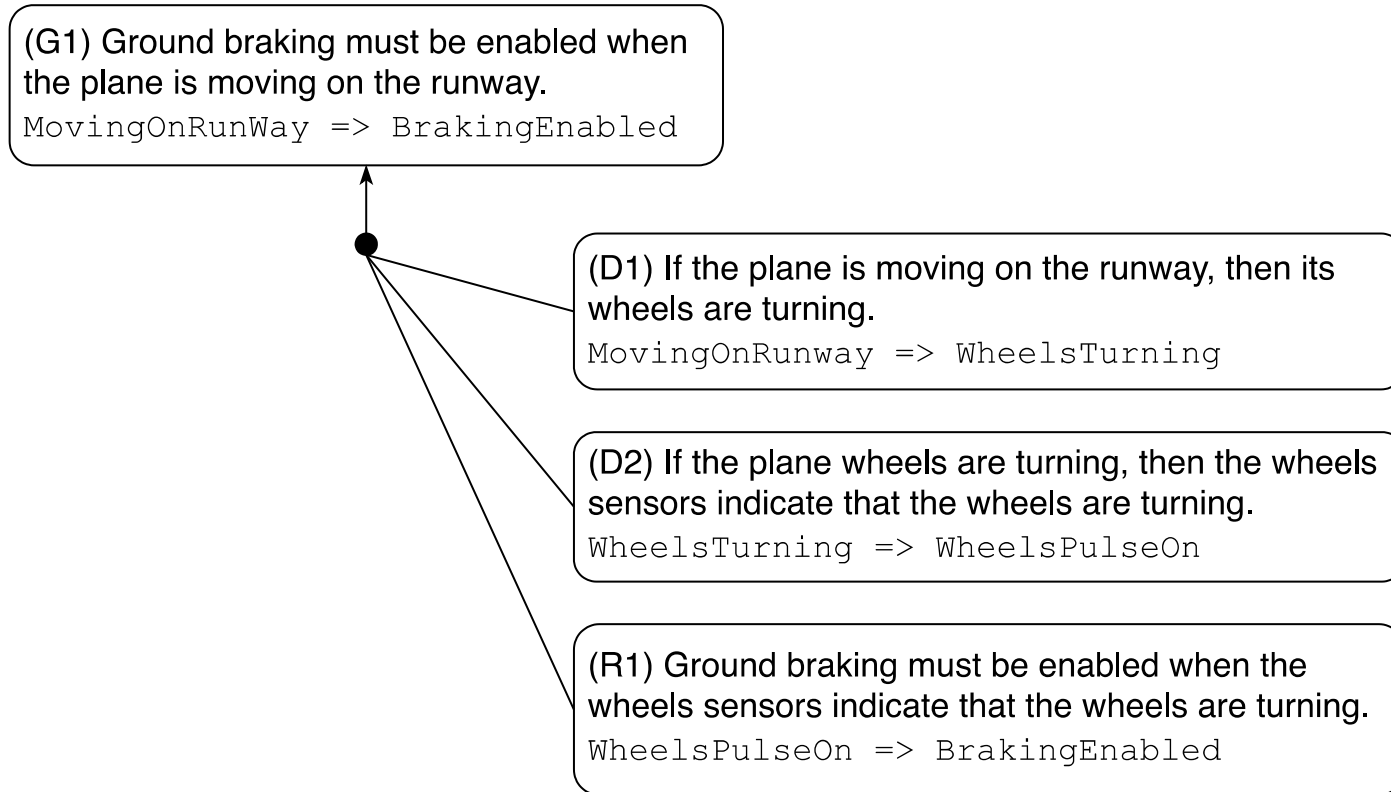 (G1) Ground braking must be enabled when
the plane is moving on the runway.
MovingOnRunWay => BrakingEnabled
(D1) If the plane is moving on the runway, then its
wheels are turning.
MovingOnRunway => WheelsTurning
(D2) If the plane wheels are turning, then the wheels
sensors indicate that the wheels are turning.
WheelsTurning => WheelsPulseOn
(R1) Ground braking must be enabled when the
wheels sensors indicate that the wheels are turning.
WheelsPulseOn => BrakingEnabled